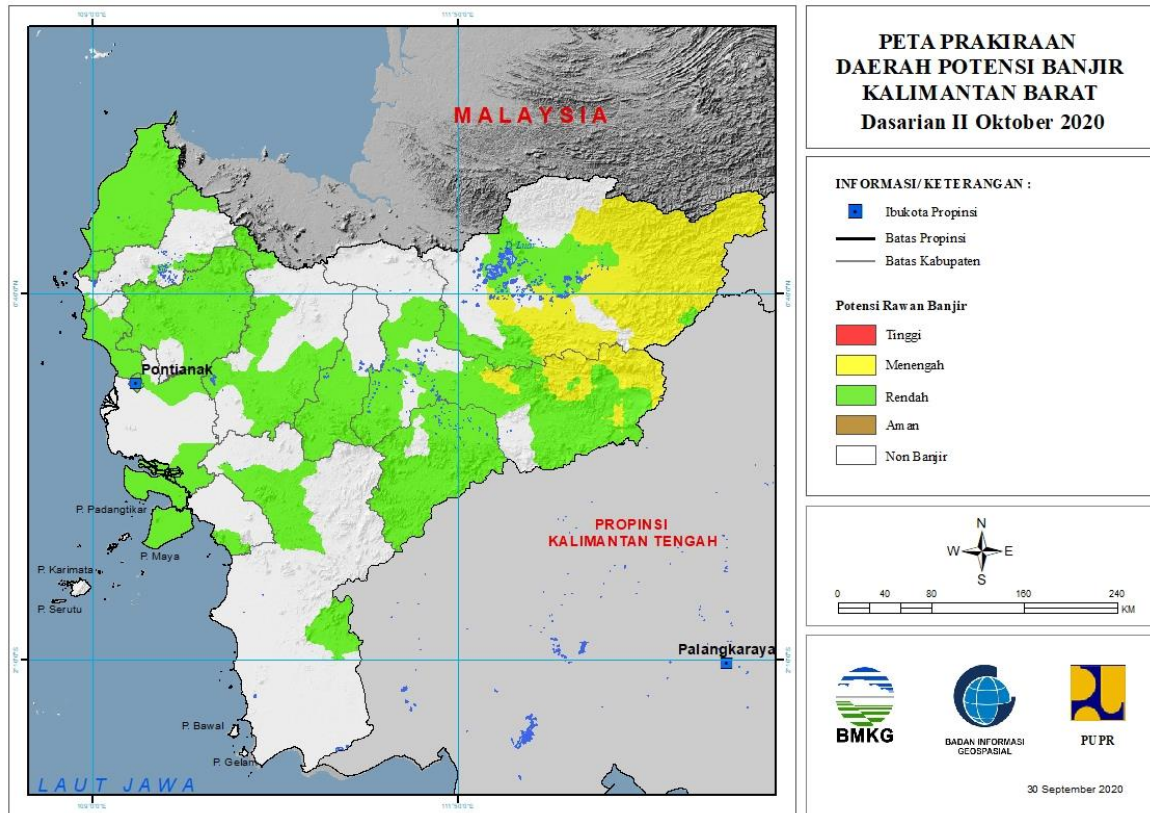 PETA PRAKIRAAN
DAERAH POTENSI BANJIR
KALIMANTAN BARAT
Dasarian II Oktober 2020
INFORMASI/ KETERANGAN :
Ibukota Propinsi
Batas Propinsi
Batas Kabupaten
Potensi Rawan Banjir
Tinggi
Menengah
Rendah
Aman
Non Banjir
N
W E
S
0 40 80 160 240
KM
BMKG
BADAN INFORMASI
GEOSPASIAL
PUPR
30 September 2020
MALAYSIA
Pontianak
P. Padangtikar
P. Maya
P. Karimata
P. Serutu
PROPINSI
KALIMANTAN TENGAH
Palangkaraya
P. Bawal
P. Gelam
LAUT JAWA